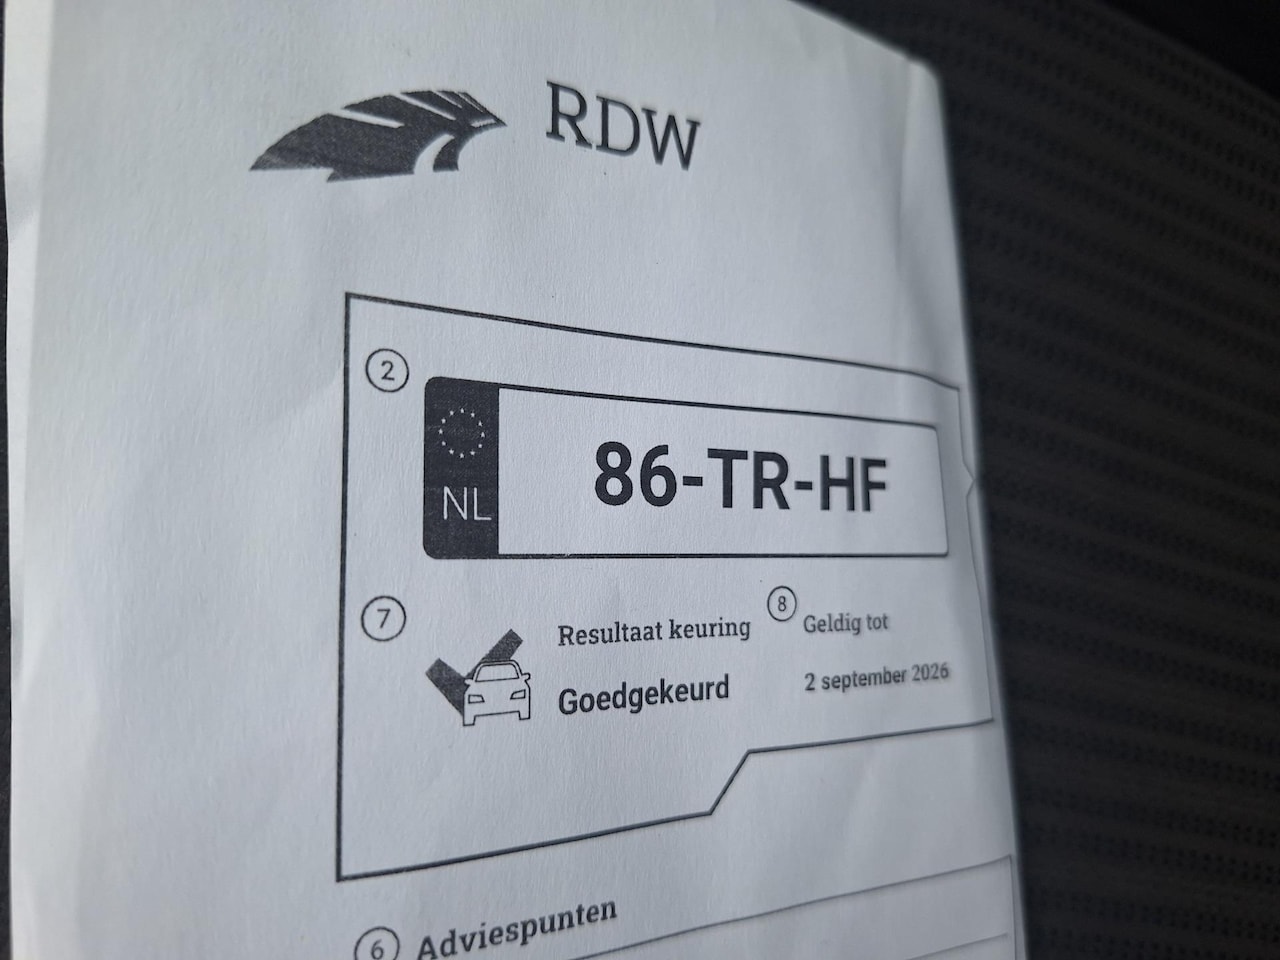 RDW
2
NL
86-TR-HF
7
Resultaat keuring
Goedgekeurd
8
Geldig tot
2 september 2026
6 Adviespunten